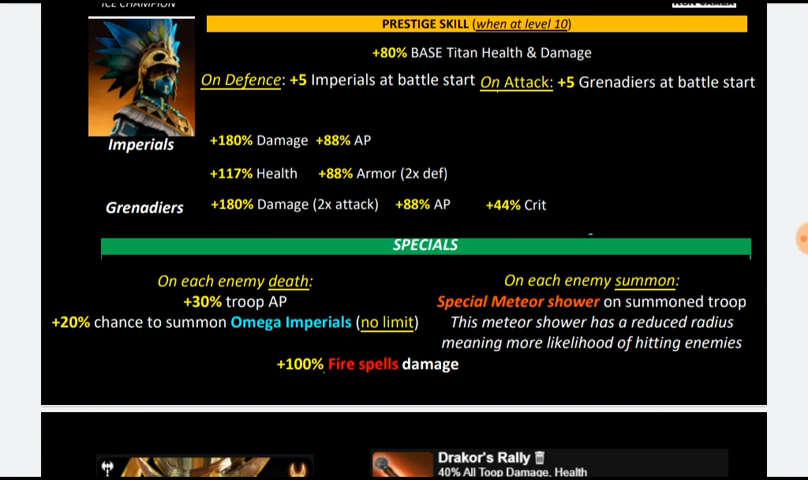 ICE CHAMPION
PRESTIGE SKILL (when at level 10)
+80% BASE Titan Health & Damage
On Defence: +5 Imperials at battle start On Attack: +5 Grenadiers at battle start
Imperials
+180% Damage +88% AP
+117% Health +88% Armor (2x def)
Grenadiers
+180% Damage (2x attack) +88% AP +44% Crit
SPECIALS
On each enemy death:
+30% troop AP
+20% chance to summon Omega Imperials (no limit)
On each enemy summon:
Special Meteor shower on summoned troop
This meteor shower has a reduced radius
meaning more likelihood of hitting enemies
+100% Fire spells damage
Drakor's Rally
40% All Toop Damage, Health